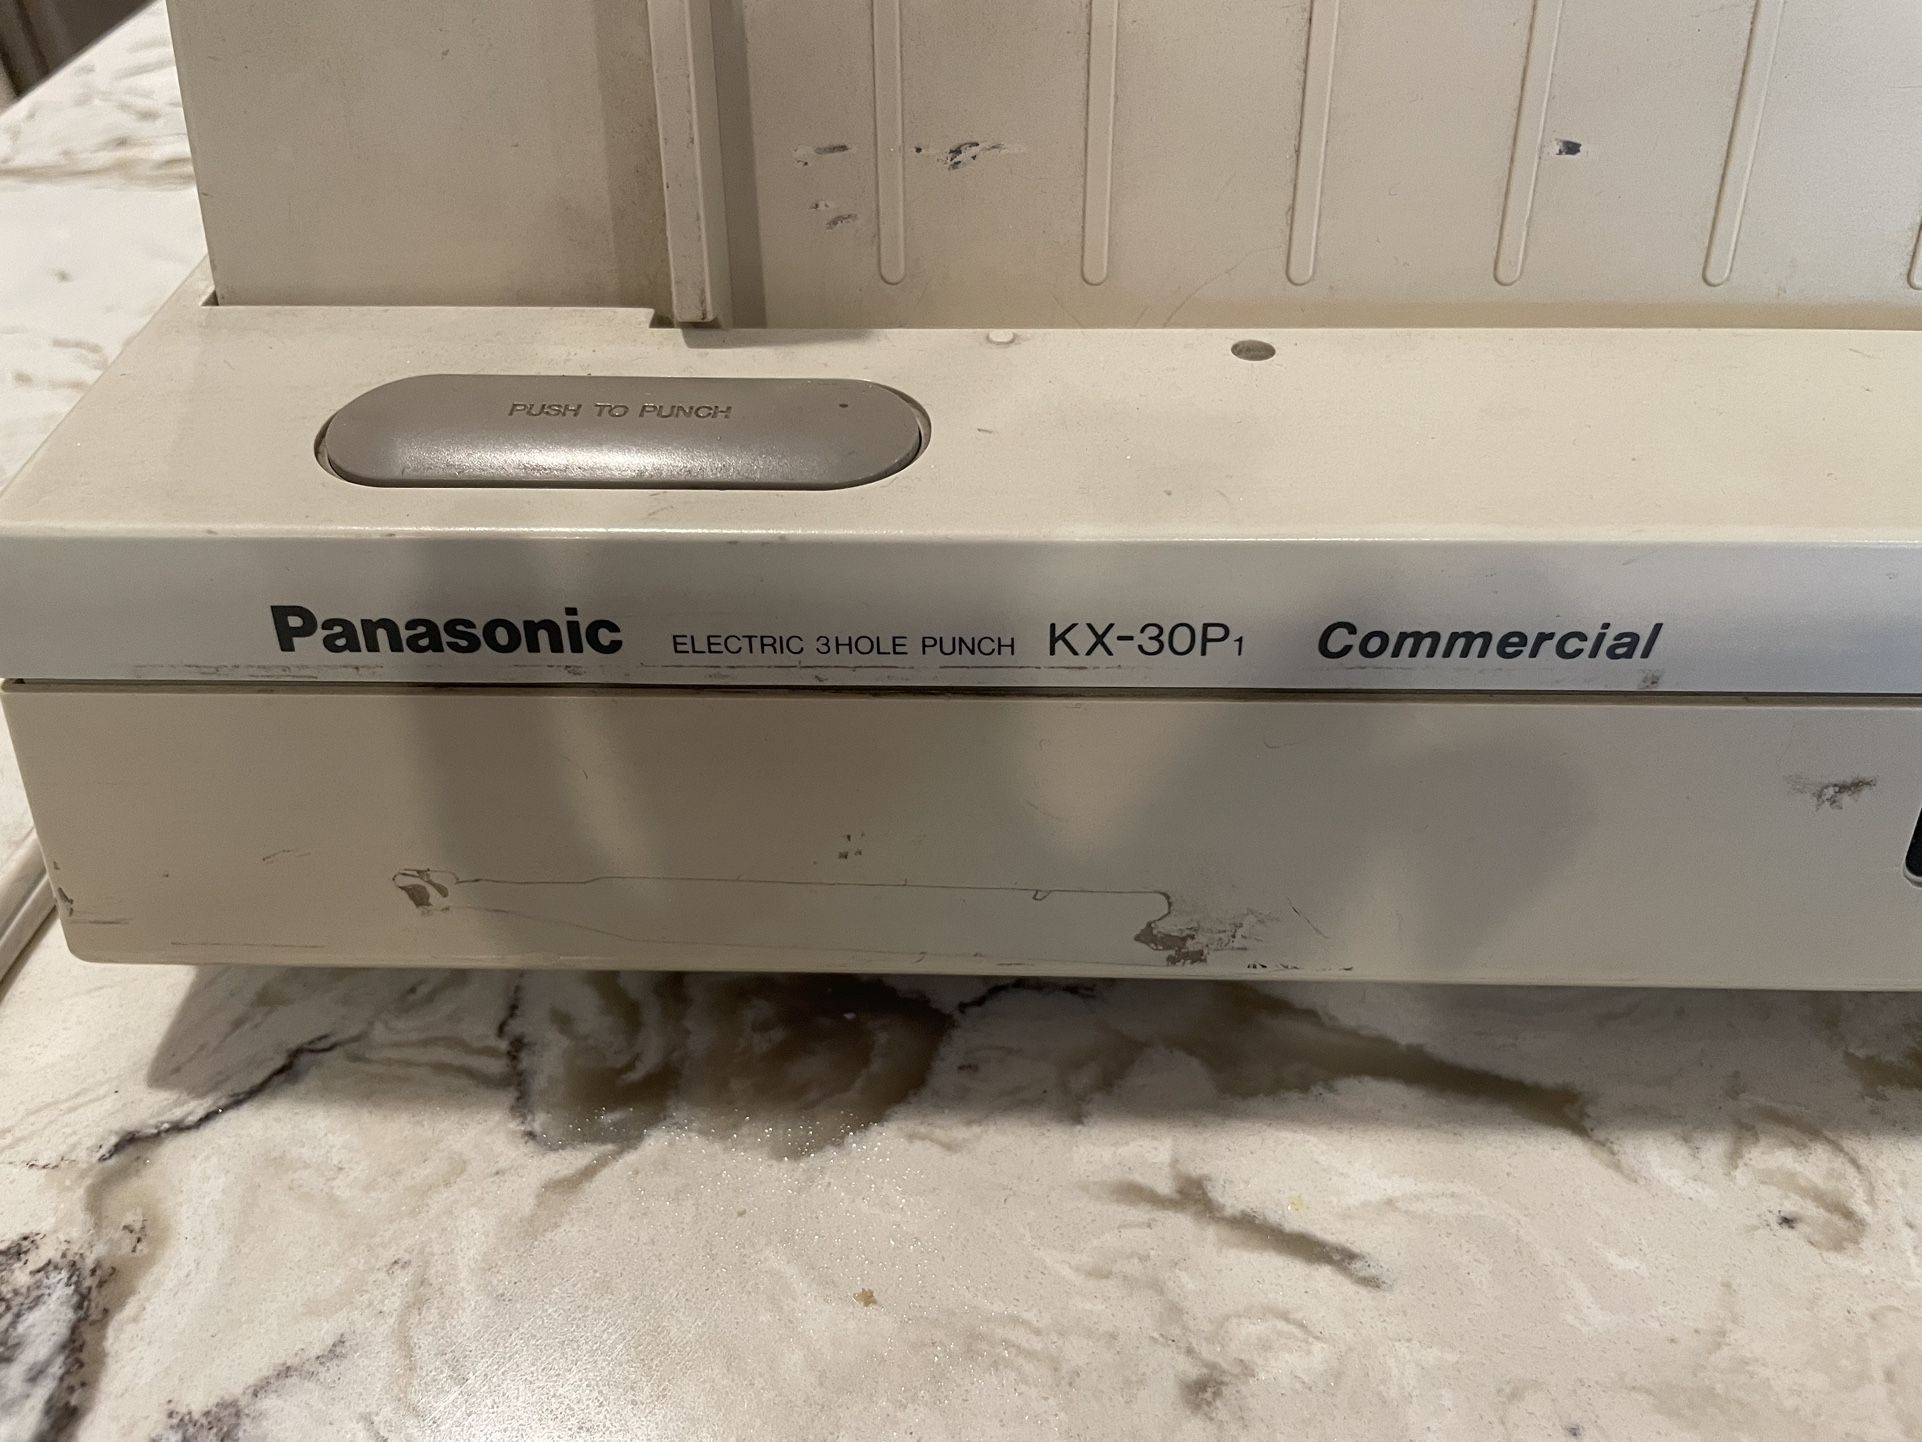 PUSH TO PUNCH
Panasonic ELECTRIC 3HOLE PUNCH KX-30P1 Commercial